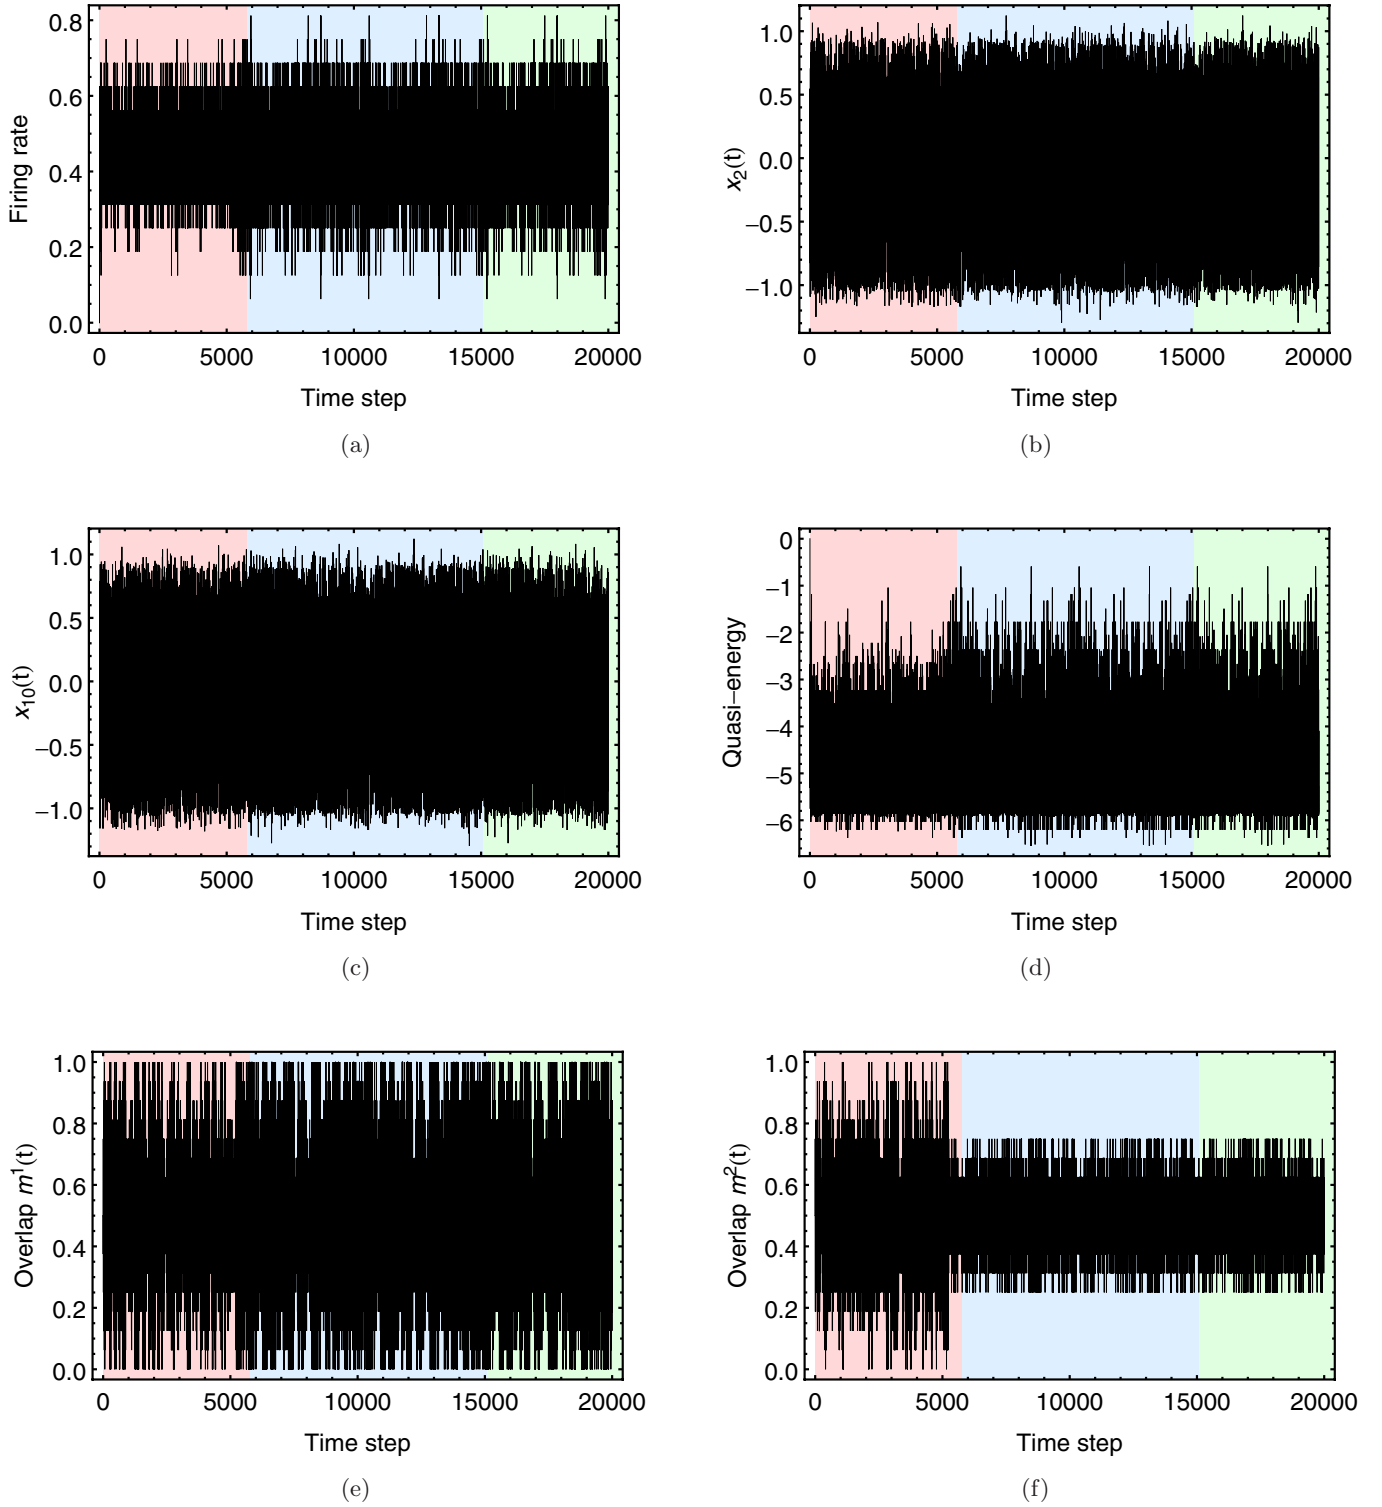 0.8
0.6
0.4
0.2
0.0
Firing rate
0 5000 10000 15000 20000
Time step
(a)
1.0
0.5
0.0
−0.5
−1.0
x2(t)
0 5000 10000 15000 20000
Time step
(b)
1.0
0.5
0.0
−0.5
−1.0
x10(t)
0 5000 10000 15000 20000
Time step
(c)
0
−1
−2
−3
−4
−5
−6
Quasi−energy
0 5000 10000 15000 20000
Time step
(d)
1.0
0.8
0.6
0.4
0.2
0.0
Overlap m1(t)
0 5000 10000 15000 20000
Time step
(e)
1.0
0.8
0.6
0.4
0.2
0.0
Overlap m2(t)
0 5000 10000 15000 20000
Time step
(f)